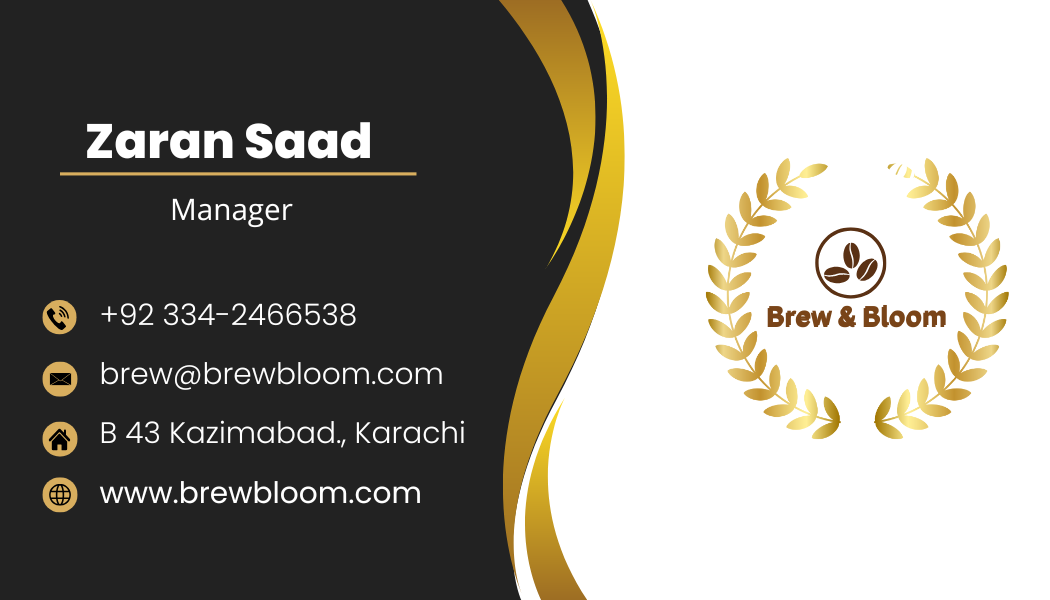 Zaran Saad
Manager
+92 334-2466538
brew@brewbloom.com
B 43 Kazimabad., Karachi
www.brewbloom.com
Brew & Bloom